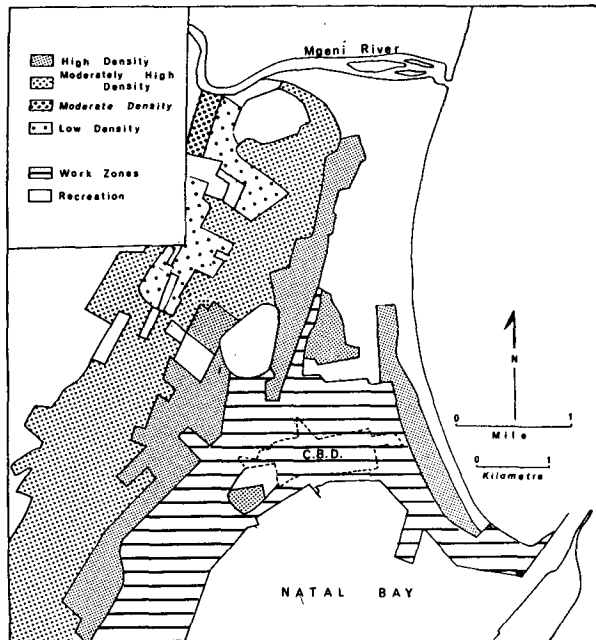 Mgeni River
High Density
Moderately High
Density
Moderate Density
Low Density
Work Zones
Recreation
N
0 1
Mile
0 1
Kilometre
C.B.D.
NATAL BAY